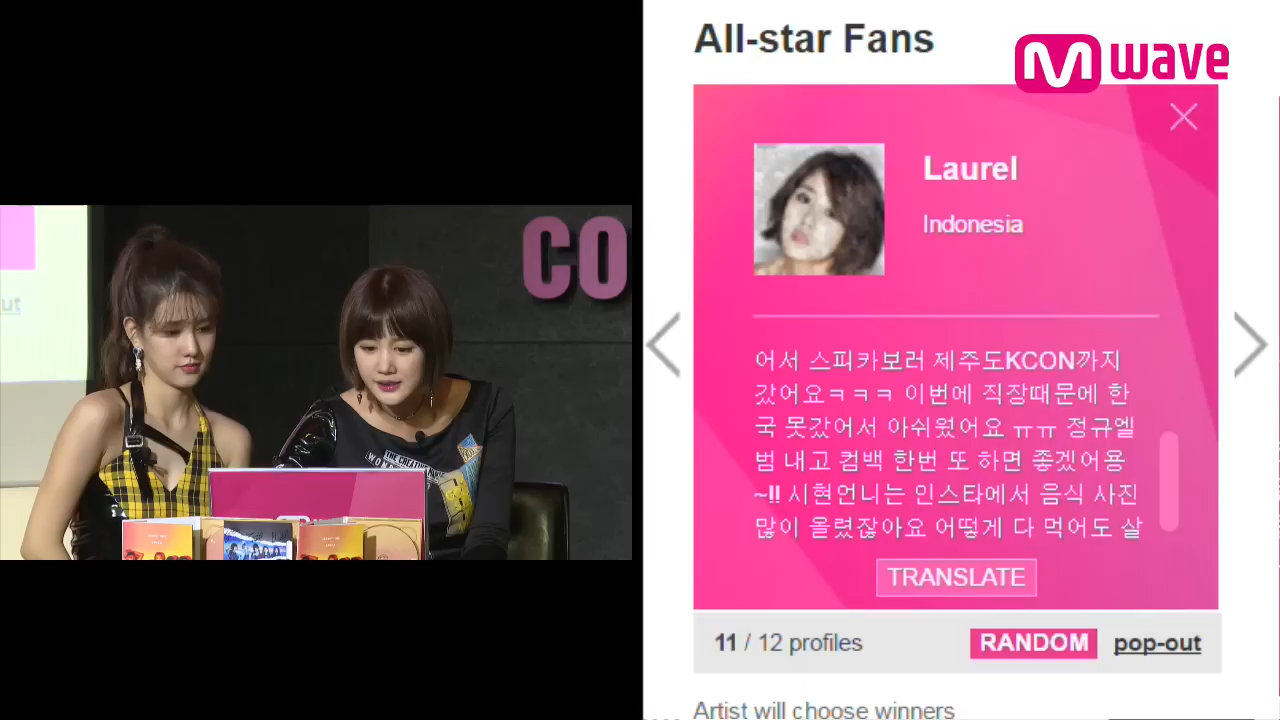 All-star Fans
M wave
Laurel
Indonesia
어서 스피카보러 제주도KCON까지
갔어요ㅋㅋㅋ 이번에 직장때문에 한
국 못갔어서 아쉬웠어요 ㅠㅠ 정규엘
범 내고 컴백 한번 또 하면 좋겠어용
~!! 시현언니는 인스타에서 음식 사진
많이 올렸잖아요 어떻게 다 먹어도 살
TRANSLATE
11 / 12 profiles
RANDOM
pop-out
Artist will choose winners
CO
ut